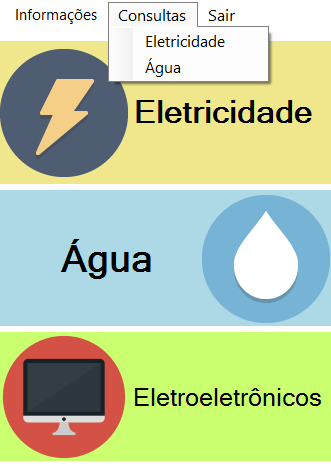 Informações Consultas Sair
Eletricidade
Água
Eletricidade
Água
Eletroeletrônicos